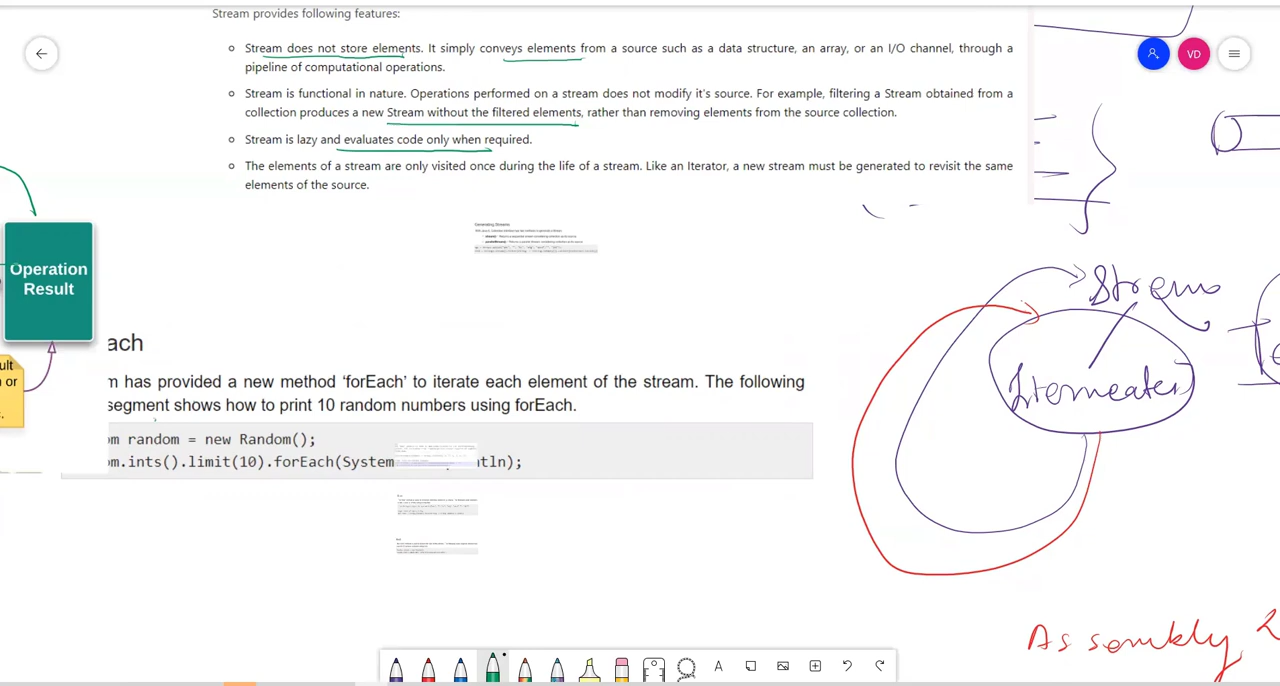 Stream provides following features:
Stream does not store elements. It simply conveys elements from a source such as a data structure, an array, or an I/O channel, through a
pipeline of computational operations.
Stream is functional in nature. Operations performed on a stream does not modify it's source. For example, filtering a Stream obtained from a
collection produces a new Stream without the filtered elements, rather than removing elements from the source collection.
Stream is lazy and evaluates code only when required.
The elements of a stream are only visited once during the life of a stream. Like an Iterator, a new stream must be generated to revisit the same
elements of the source.
VD
Generating Streams
Operation
Result
ult
n or
ach
m has provided a new method 'forEach' to iterate each element of the stream. The following
segment shows how to print 10 random numbers using forEach.
om random = new Random();
om.ints().limit(10).forEach(System
tln);
Assembly
A